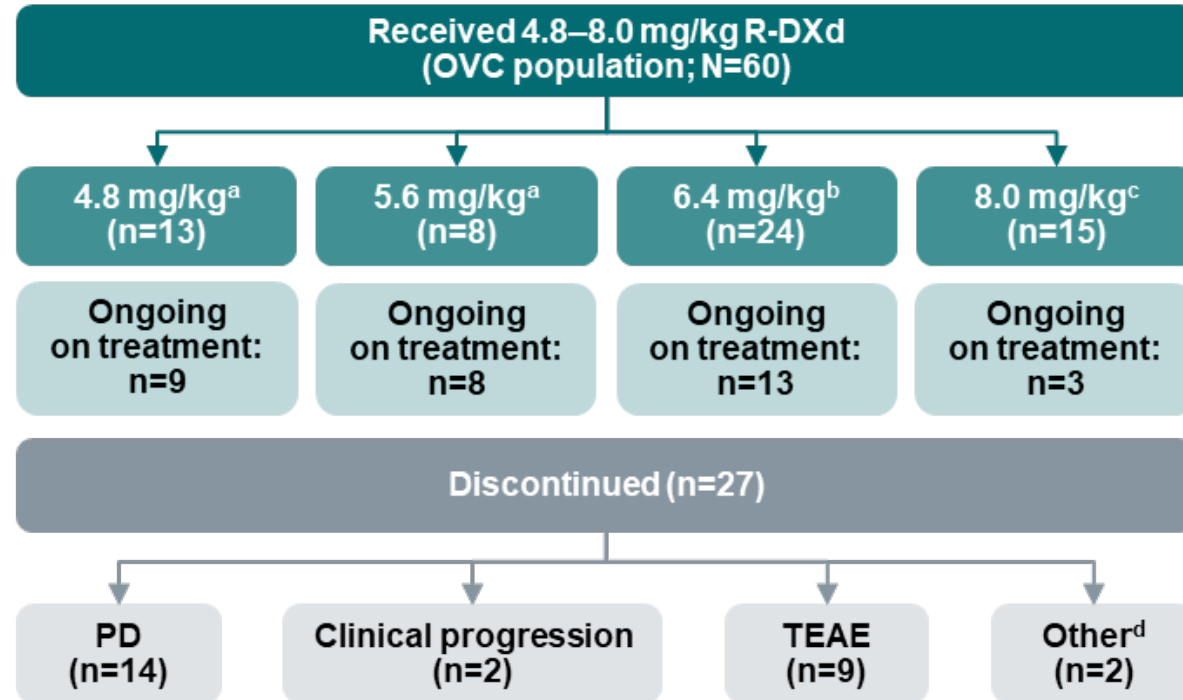 Received 4.8–8.0 mg/kg R-DXd
(OVC population; N=60)
4.8 mg/kgᵃ
(n=13)
5.6 mg/kgᵃ
(n=8)
6.4 mg/kgᵇ
(n=24)
8.0 mg/kgᶜ
(n=15)
Ongoing
on treatment:
n=9
Ongoing
on treatment:
n=8
Ongoing
on treatment:
n=13
Ongoing
on treatment:
n=3
Discontinued (n=27)
PD
(n=14)
Clinical progression
(n=2)
TEAE
(n=9)
Otherᵈ
(n=2)